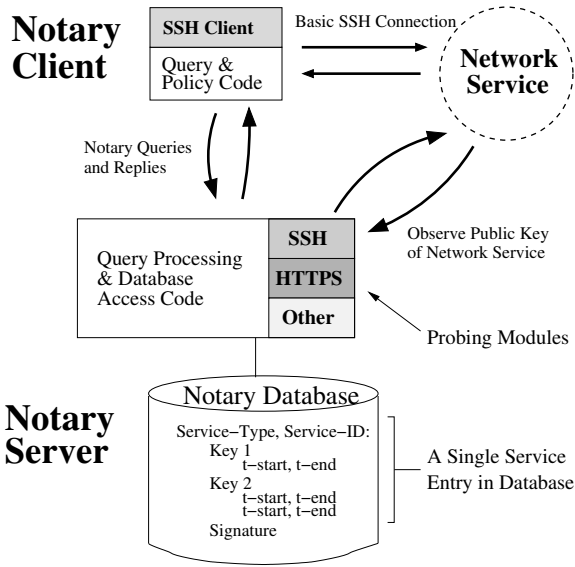 Notary
Client
SSH Client
Query &
Policy Code
Basic SSH Connection
Network
Service
Notary Queries
and Replies
Observe Public Key
of Network Service
Query Processing
& Database
Access Code
SSH
HTTPS
Other
Probing Modules
Notary
Server
Notary Database
Service−Type, Service−ID:
Key 1
t−start, t−end
Key 2
t−start, t−end
t−start, t−end
Signature
A Single Service
Entry in Database